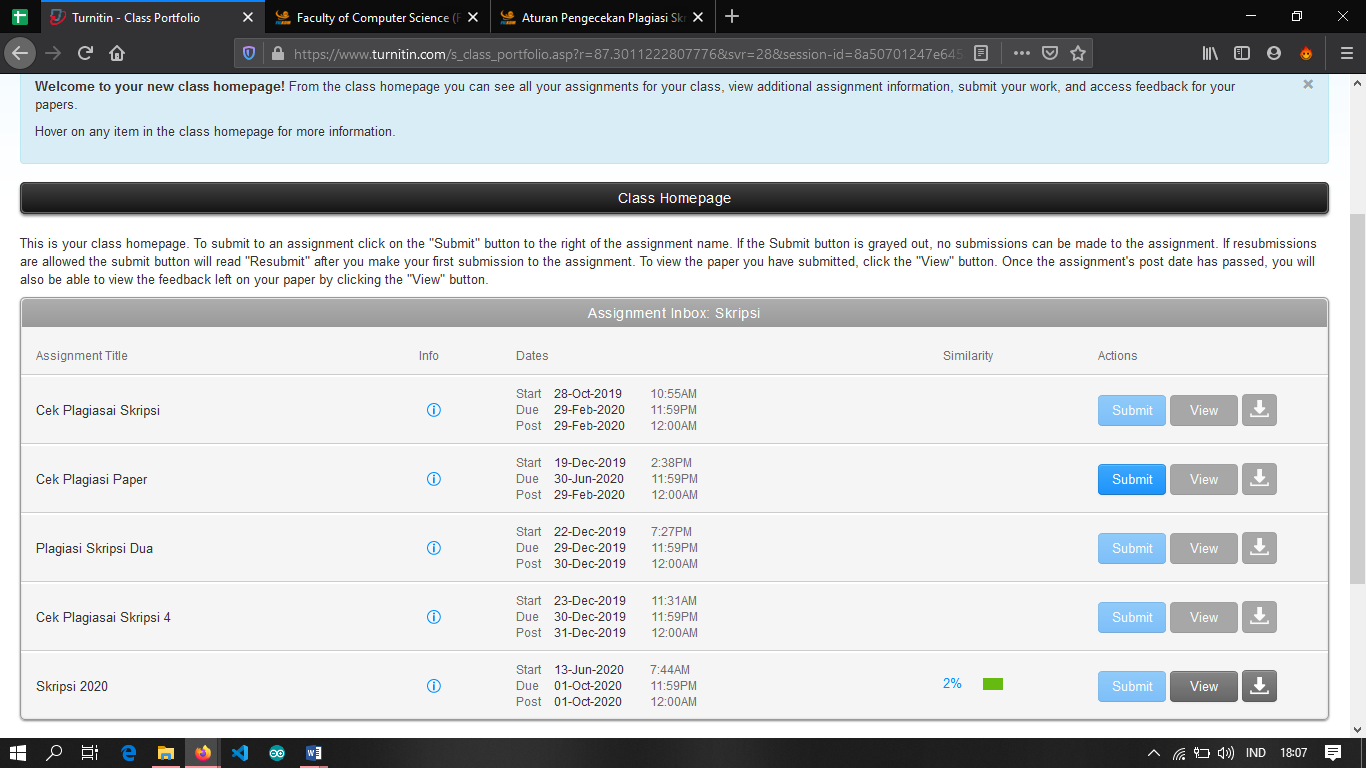 Turnitin - Class Portfolio
Faculty of Computer Science (F
Aturan Pengecekan Plagiasi Sk
https://www.turnitin.com/s_class_portfolio.asp?r=87.3011222807776&svr=28&session-id=8a50701247e645
Welcome to your new class homepage! From the class homepage you can see all your assignments for your class, view additional assignment information, submit your work, and access feedback for your
papers.
Hover on any item in the class homepage for more information.
Class Homepage
This is your class homepage. To submit to an assignment click on the "Submit" button to the right of the assignment name. If the Submit button is grayed out, no submissions can be made to the assignment. If resubmissions
are allowed the submit button will read "Resubmit" after you make your first submission to the assignment. To view the paper you have submitted, click the "View" button. Once the assignment's post date has passed, you will
also be able to view the feedback left on your paper by clicking the "View" button.
Assignment Inbox: Skripsi
Assignment Title Info Dates Similarity Actions
Start 28-Oct-2019 10:55AM
Cek Plagiasai Skripsi Due 29-Feb-2020 11:59PM Submit View
Post 29-Feb-2020 12:00AM
Start 19-Dec-2019 2:38PM
Cek Plagiasi Paper Due 30-Jun-2020 11:59PM Submit View
Post 29-Feb-2020 12:00AM
Start 22-Dec-2019 7:27PM
Plagiasi Skripsi Dua Due 29-Dec-2019 11:59PM Submit View
Post 30-Dec-2019 12:00AM
Start 23-Dec-2019 11:31AM
Cek Plagiasai Skripsi 4 Due 30-Dec-2019 11:59PM Submit View
Post 31-Dec-2019 12:00AM
Start 13-Jun-2020 7:44AM
Skripsi 2020 Due 01-Oct-2020 11:59PM 2% Submit View
Post 01-Oct-2020 12:00AM
IND 18:07